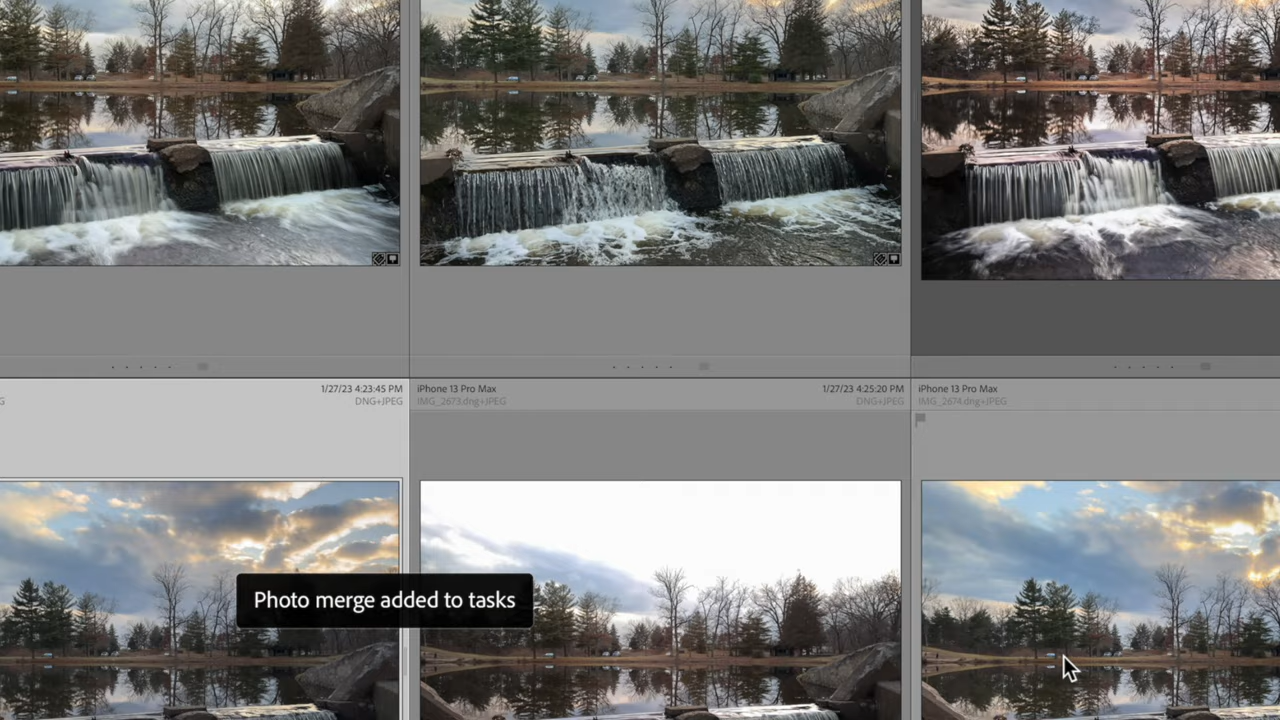 1/27/23 4:23:45 PM
G
DNG+JPEG
iPhone 13 Pro Max
1/27/23 4:25:20 PM
IMG_2673.dng+JPEG
DNG+JPEG
iPhone 13 Pro Max
IMG_2674.dng+JPEG
Photo merge added to tasks